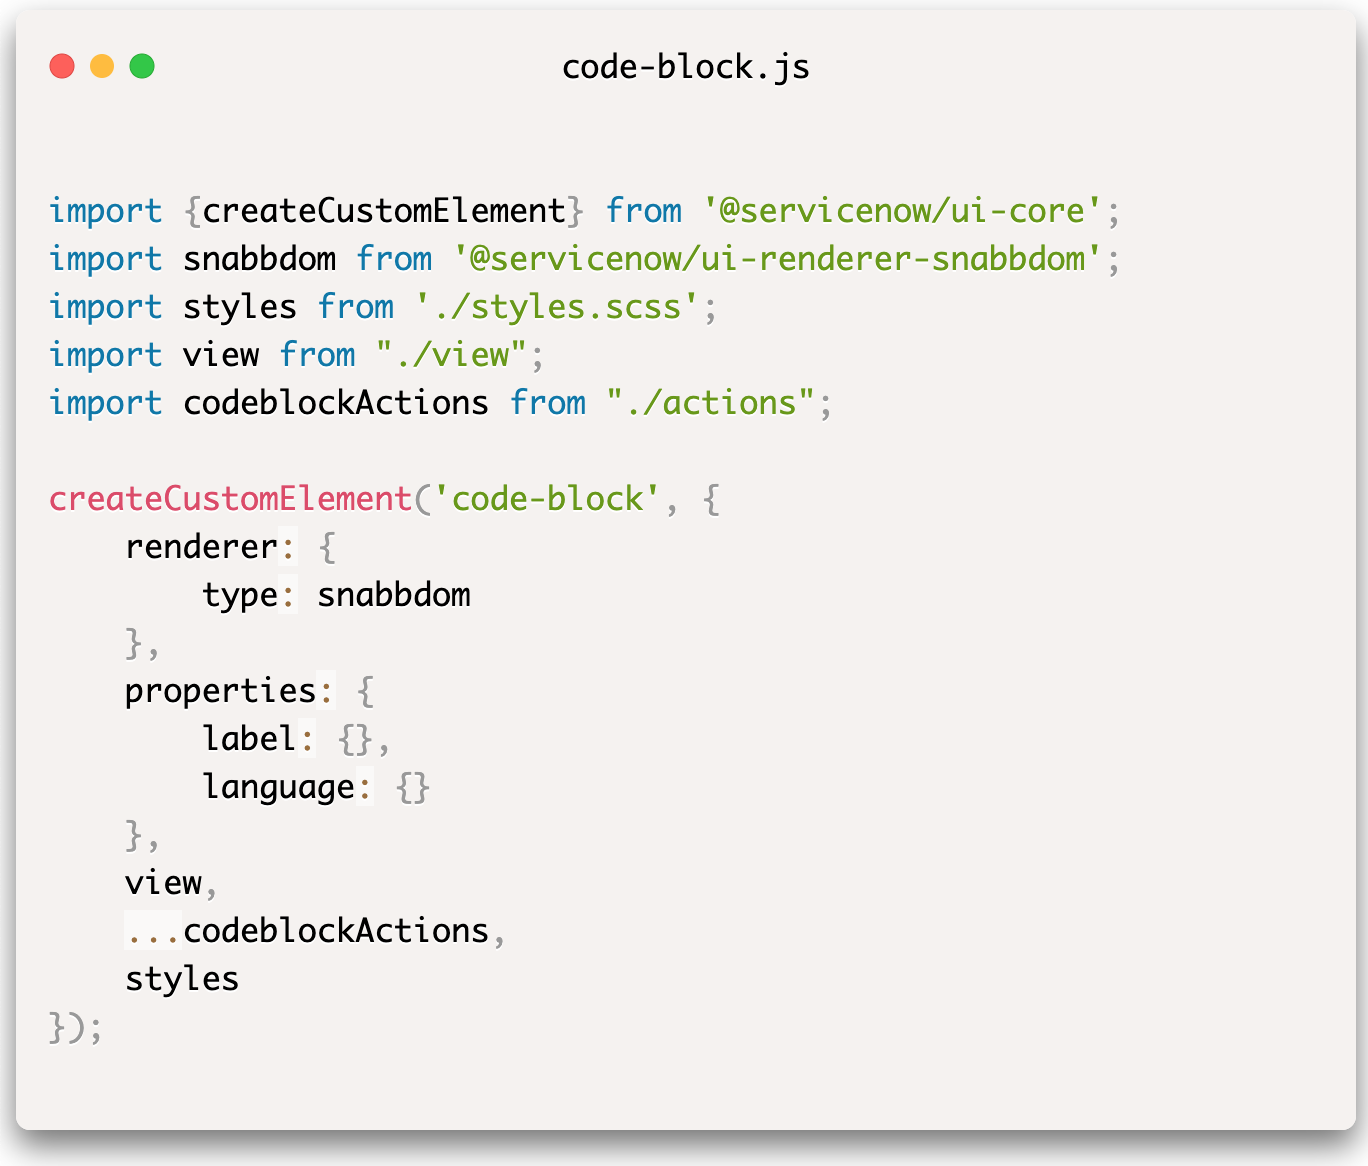 code-block.js
import {createCustomElement} from '@servicenow/ui-core';
import snabbdom from '@servicenow/ui-renderer-snabbdom';
import styles from './styles.scss';
import view from "./view";
import codeblockActions from "./actions";
createCustomElement('code-block', {
    renderer: {
        type: snabbdom
    },
    properties: {
        label: {},
        language: {}
    },
    view,
    ...codeblockActions,
    styles
});